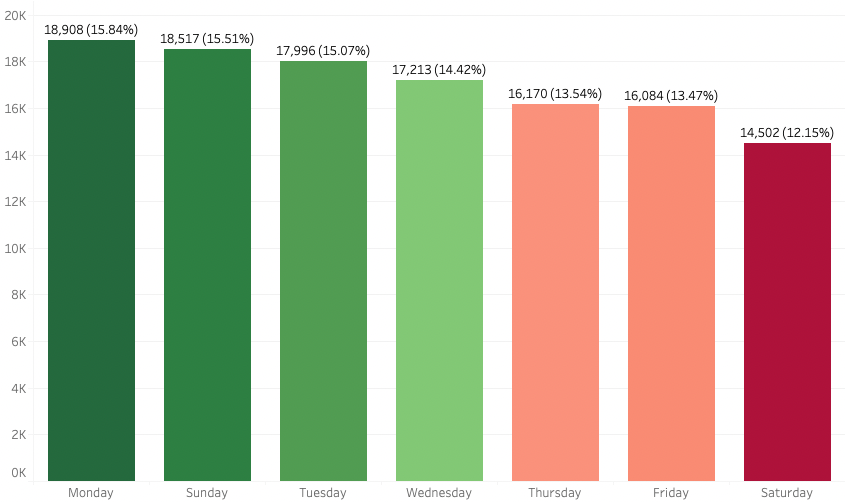 20K
18K
16K
14K
12K
10K
8K
6K
4K
2K
0K
18,908 (15.84%)
18,517 (15.51%)
17,996 (15.07%)
17,213 (14.42%)
16,170 (13.54%)
16,084 (13.47%)
14,502 (12.15%)
Monday
Sunday
Tuesday
Wednesday
Thursday
Friday
Saturday